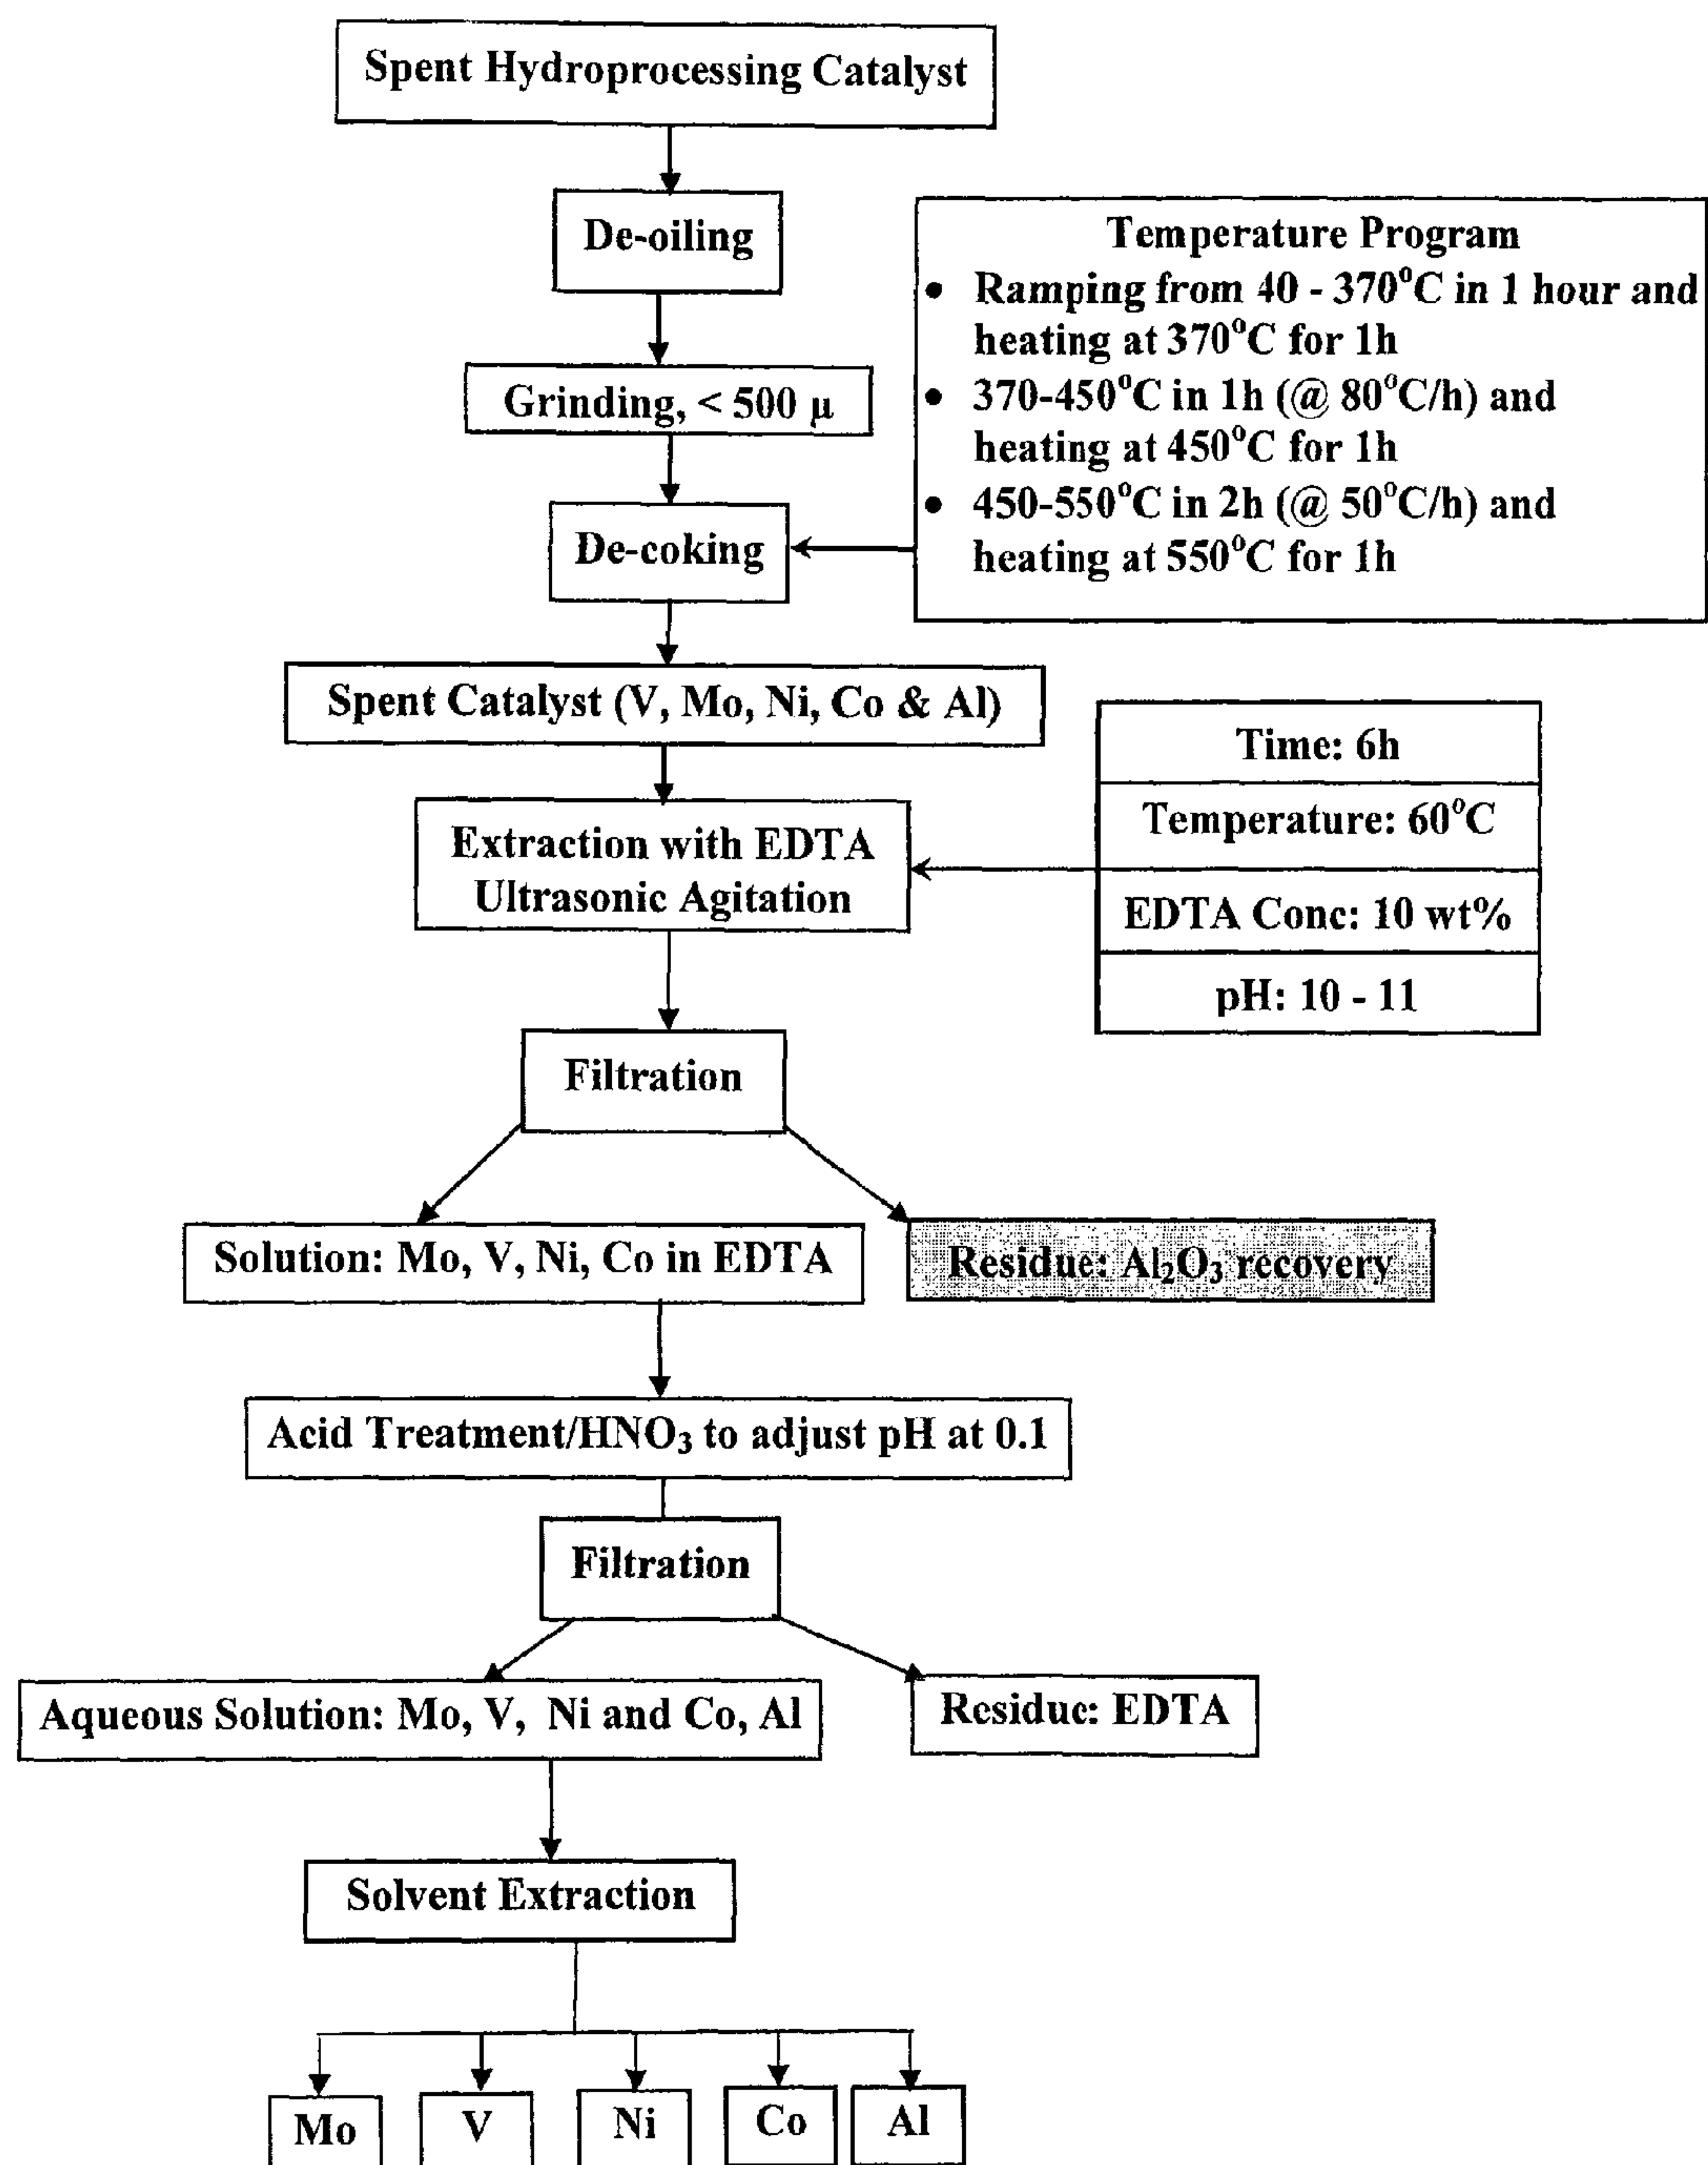 Spent Hydroprocessing Catalyst
De-oiling
Temperature Program
• Ramping from 40 - 370°C in 1 hour and
heating at 370°C for 1h
• 370-450°C in 1h (@ 80°C/h) and
heating at 450°C for 1h
• 450-550°C in 2h (@ 50°C/h) and
heating at 550°C for 1h
Grinding, < 500 µ
De-coking
Spent Catalyst (V, Mo, Ni, Co & Al)
Extraction with EDTA
Ultrasonic Agitation
Time: 6h
Temperature: 60°C
EDTA Conc: 10 wt%
pH: 10 - 11
Filtration
Solution: Mo, V, Ni, Co in EDTA
Residue: Al₂O₃ recovery
Acid Treatment/HNO₃ to adjust pH at 0.1
Filtration
Aqueous Solution: Mo, V, Ni and Co, Al
Residue: EDTA
Solvent Extraction
Mo
V
Ni
Co
Al